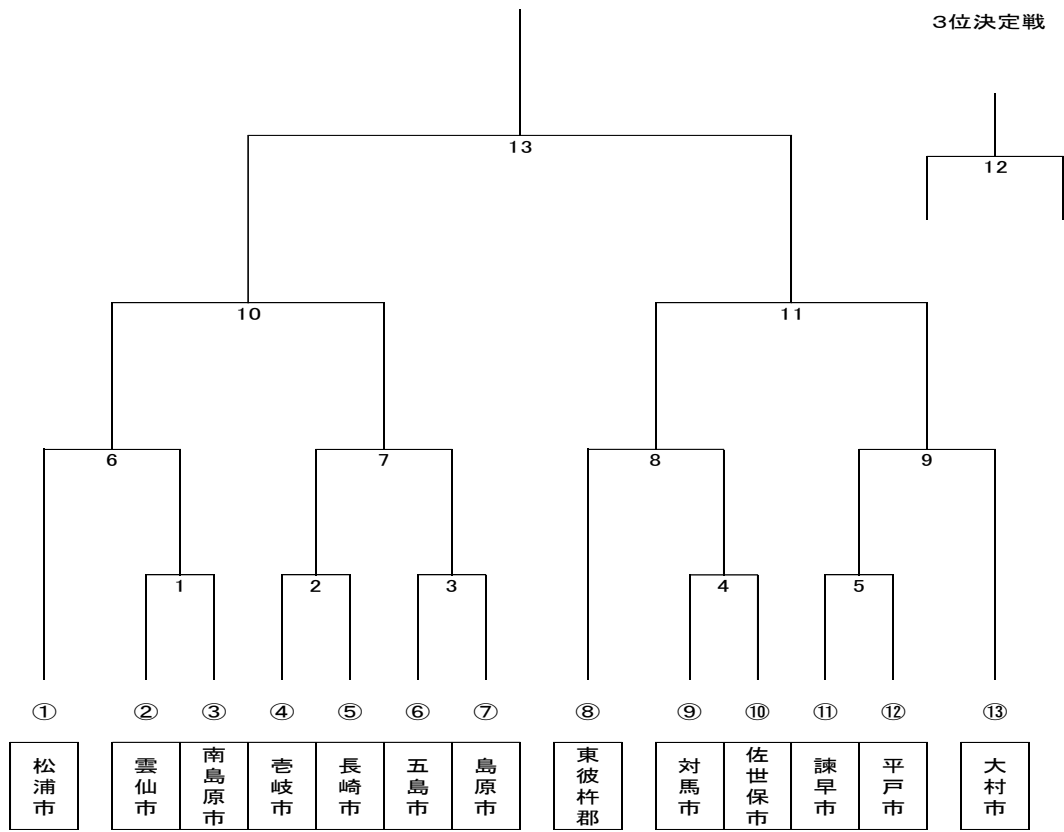 3位決定戦
13
12
10
11
6
7
8
9
1
2
3
4
5
①
②
③
④
⑤
⑥
⑦
⑧
⑨
⑩
⑪
⑫
⑬
松浦市
雲仙市
南島原市
壱岐市
長崎市
五島市
島原市
東彼杵郡
対馬市
佐世保市
諫早市
平戸市
大村市